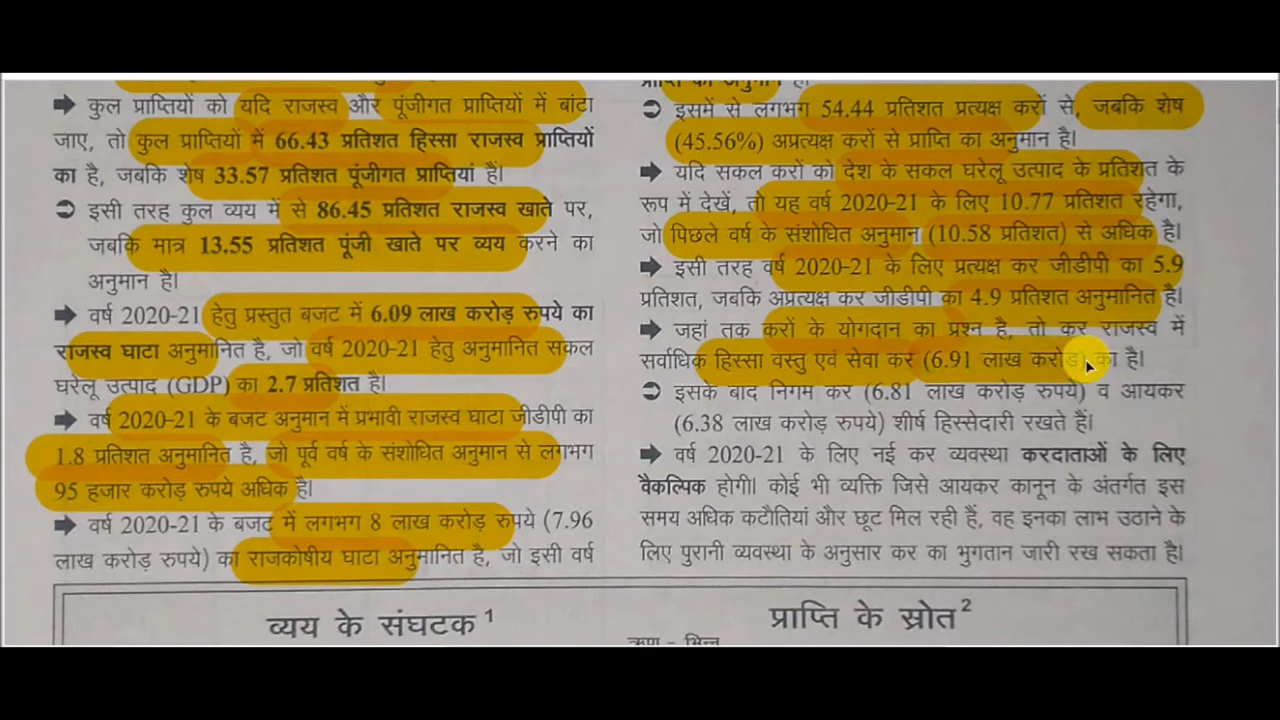 ➡ कुल प्राप्तियों को यदि राजस्व और पूंजीगत प्राप्तियों में बांटा
जाए, तो कुल प्राप्तियों में 66.43 प्रतिशत हिस्सा राजस्व प्राप्तियों
का है, जबकि शेष 33.57 प्रतिशत पूंजीगत प्राप्तियां हैं।
⊃ इसी तरह कुल व्यय में से 86.45 प्रतिशत राजस्व खाते पर,
जबकि मात्र 13.55 प्रतिशत पूंजी खाते पर व्यय करने का
अनुमान है।
➡ वर्ष 2020-21 हेतु प्रस्तुत बजट में 6.09 लाख करोड़ रुपये का
राजस्व घाटा अनुमानित है, जो वर्ष 2020-21 हेतु अनुमानित सकल
घरेलू उत्पाद (GDP) का 2.7 प्रतिशत है।
➡ वर्ष 2020-21 के बजट अनुमान में प्रभावी राजस्व घाटा जीडीपी का
1.8 प्रतिशत अनुमानित है, जो पूर्व वर्ष के संशोधित अनुमान से लगभग
95 हजार करोड़ रुपये अधिक है।
➡ वर्ष 2020-21 के बजट में लगभग 8 लाख करोड़ रुपये (7.96
लाख करोड़ रुपये) का राजकोषीय घाटा अनुमानित है, जो इसी वर्ष
प्राप्ति का अनुमान है।
⊃ इसमें से लगभग 54.44 प्रतिशत प्रत्यक्ष करों से, जबकि शेष
(45.56%) अप्रत्यक्ष करों से प्राप्ति का अनुमान है।
➡ यदि सकल करों को देश के सकल घरेलू उत्पाद के प्रतिशत के
रूप में देखें, तो यह वर्ष 2020-21 के लिए 10.77 प्रतिशत रहेगा,
जो पिछले वर्ष के संशोधित अनुमान (10.58 प्रतिशत) से अधिक है।
➡ इसी तरह वर्ष 2020-21 के लिए प्रत्यक्ष कर जीडीपी का 5.9
प्रतिशत, जबकि अप्रत्यक्ष कर जीडीपी का 4.9 प्रतिशत अनुमानित है।
➡ जहां तक करों के योगदान का प्रश्न है, तो कर राजस्व में
सर्वाधिक हिस्सा वस्तु एवं सेवा कर (6.91 लाख करोड़) का है।
⊃ इसके बाद निगम कर (6.81 लाख करोड़ रुपये) व आयकर
(6.38 लाख करोड़ रुपये) शीर्ष हिस्सेदारी रखते हैं।
➡ वर्ष 2020-21 के लिए नई कर व्यवस्था करदाताओं के लिए
वैकल्पिक होगी। कोई भी व्यक्ति जिसे आयकर कानून के अंतर्गत इस
समय अधिक कटौतियां और छूट मिल रही हैं, वह इनका लाभ उठाने के
लिए पुरानी व्यवस्था के अनुसार कर का भुगतान जारी रख सकता है।
व्यय के संघटक¹
प्राप्ति के स्रोत²